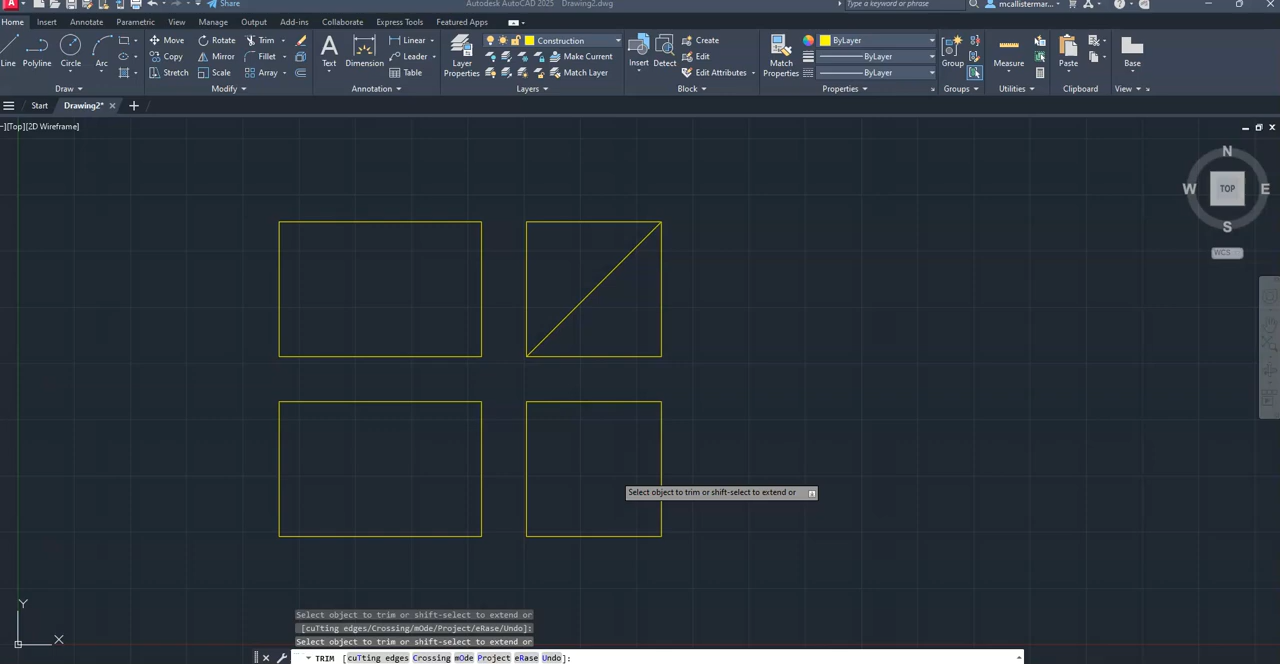 Share Autodesk AutoCAD 2025 Drawing2.dwg Type a keyword or phrase mcallistermar...
Home Insert Annotate Parametric View Manage Output Add-ins Collaborate Express Tools Featured Apps
Line Polyline Circle Arc Move Rotate Trim Text Dimension Linear Layer Properties Construction Insert Detect Create Match Properties ByLayer Group Measure Paste Base
Copy Mirror Fillet Leader Make Current Edit ByLayer
Stretch Scale Array Table Match Layer Edit Attributes ByLayer
Draw Modify Annotation Layers Block Properties Groups Utilities Clipboard View
Start Drawing2*
[Top][2D Wireframe]
N
W TOP E
S
WCS
Select object to trim or shift-select to extend or
Y
X
Select object to trim or shift-select to extend or
[cuTting edges/Crossing/mOde/Project/eRase/Undo]:
Select object to trim or shift-select to extend or
TRIM [cuTting edges Crossing mOde Project eRase Undo]: